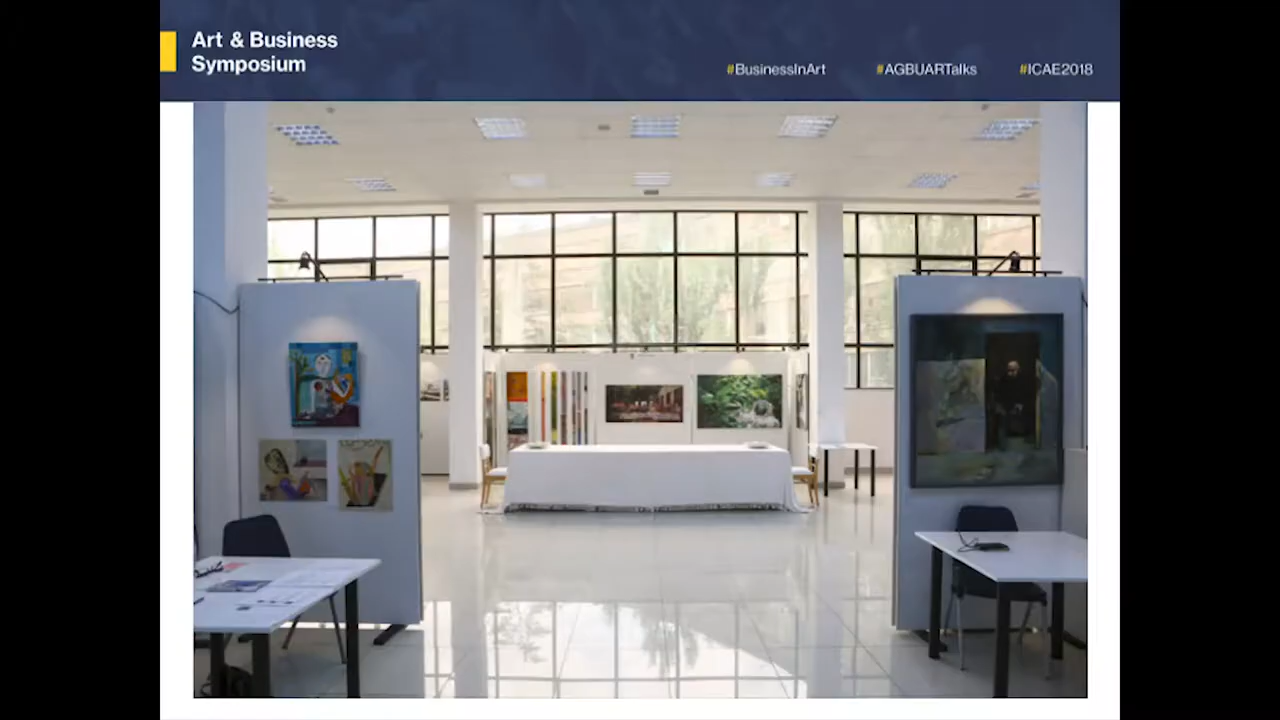 Art & Business
Symposium
#BusinessInArt
#AGBUARTalks
#ICAE2018